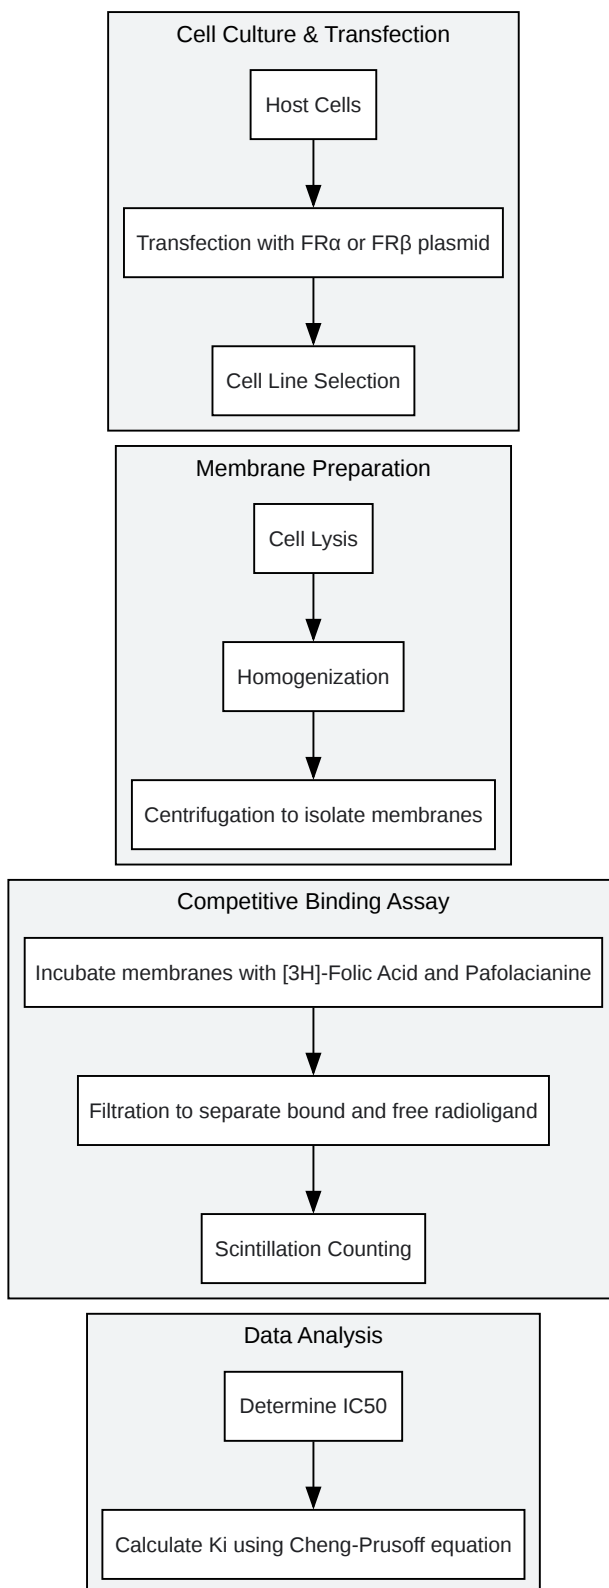 Cell Culture & Transfection
Host Cells
Transfection with FRα or FRβ plasmid
Cell Line Selection
Membrane Preparation
Cell Lysis
Homogenization
Centrifugation to isolate membranes
Competitive Binding Assay
Incubate membranes with [3H]-Folic Acid and Pafolacianine
Filtration to separate bound and free radioligand
Scintillation Counting
Data Analysis
Determine IC50
Calculate Ki using Cheng-Prusoff equation